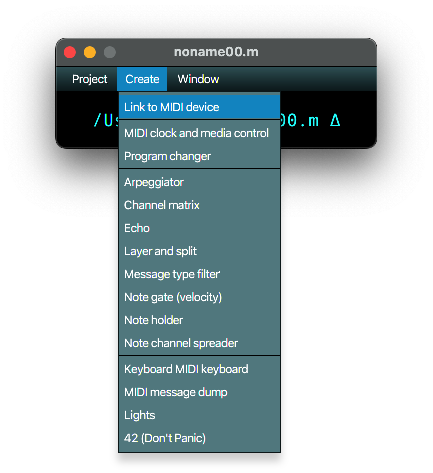 noname00.m
Project Create Window
Link to MIDI device
/Us 00.m Δ
MIDI clock and media control
Program changer
Arpeggiator
Channel matrix
Echo
Layer and split
Message type filter
Note gate (velocity)
Note holder
Note channel spreader
Keyboard MIDI keyboard
MIDI message dump
Lights
42 (Don't Panic)